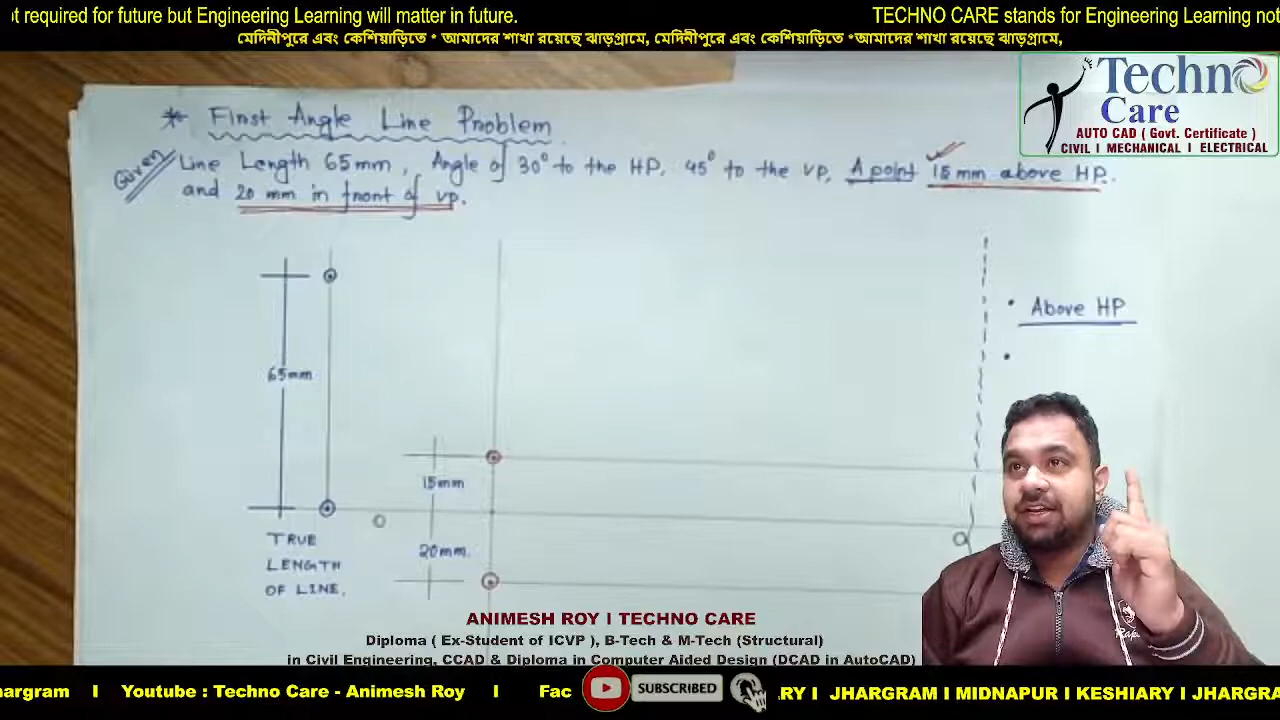 t required for future but Engineering Learning will matter in future. TECHNO CARE stands for Engineering Learning not
মেদিনীপুরে এবং কেশিয়াড়িতে * আমাদের শাখা রয়েছে ঝাড়গ্রামে, মেদিনীপুরে এবং কেশিয়াড়িতে *আমাদের শাখা রয়েছে ঝাড়গ্রামে,
Techno
Care
AUTO CAD ( Govt. Certificate )
CIVIL I MECHANICAL I ELECTRICAL
* First Angle Line Problem
Given Line Length 65mm, Angle of 30° to the HP, 45° to the VP, A point 15mm above HP.
and 20 mm in front of vp.
• Above HP
•
65mm
15mm
O O
20mm.
TRUE
LENGTH
OF LINE.
ANIMESH ROY I TECHNO CARE
Diploma ( Ex-Student of ICVP ), B-Tech & M-Tech (Structural)
in Civil Engineering, CCAD & Diploma in Computer Aided Design (DCAD in AutoCAD)
hargram I Youtube : Techno Care - Animesh Roy I Fac SUBSCRIBED RY I JHARGRAM I MIDNAPUR I KESHIARY I JHARGRA